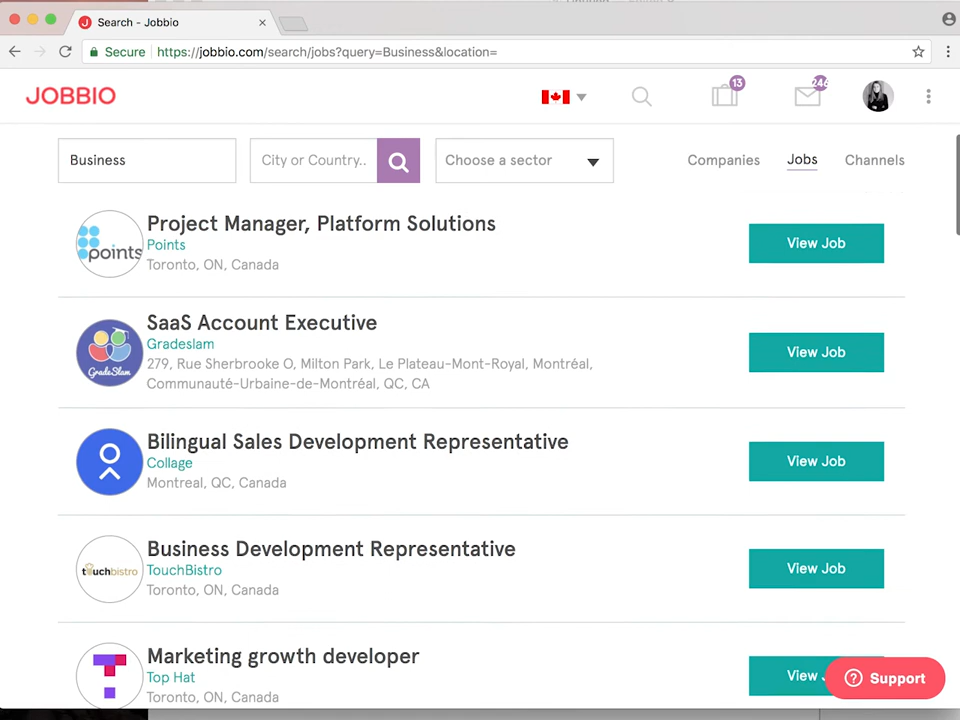 Search - Jobbio
Secure https://jobbio.com/search/jobs?query=Business&location=
JOBBIO
13
246
Business
City or Country..
Choose a sector
Companies
Jobs
Channels
Project Manager, Platform Solutions
points
Points
Toronto, ON, Canada
View Job
SaaS Account Executive
GradeSlam
Gradeslam
279, Rue Sherbrooke O, Milton Park, Le Plateau-Mont-Royal, Montréal,
Communauté-Urbaine-de-Montréal, QC, CA
View Job
Bilingual Sales Development Representative
Collage
Montreal, QC, Canada
View Job
Business Development Representative
touchbistro
TouchBistro
Toronto, ON, Canada
View Job
Marketing growth developer
Top Hat
Toronto, ON, Canada
View
Support